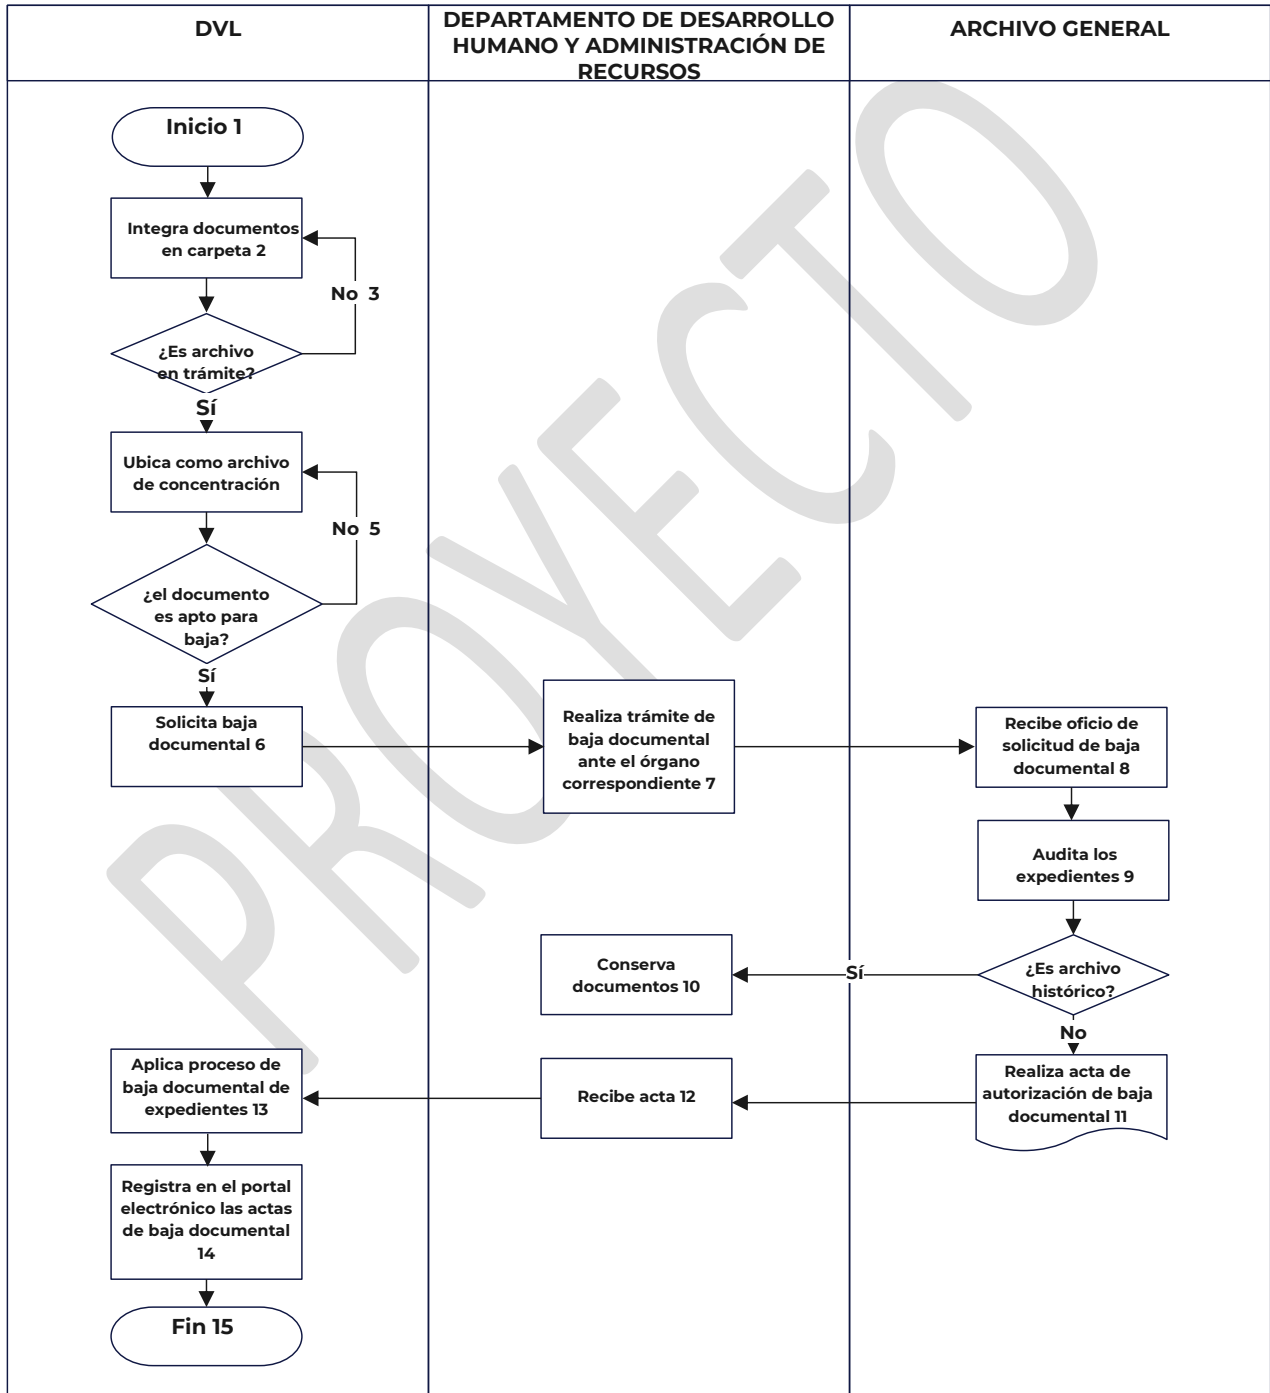 DVL
DEPARTAMENTO DE DESARROLLO
HUMANO Y ADMINISTRACIÓN DE
RECURSOS
ARCHIVO GENERAL
PROYECTO
Inicio 1
Integra documentos
en carpeta 2
No 3
¿Es archivo
en trámite?
Sí
Ubica como archivo
de concentración
No 5
¿el documento
es apto para
baja?
Sí
Solicita baja
documental 6
Realiza trámite de
baja documental
ante el órgano
correspondiente 7
Recibe oficio de
solicitud de baja
documental 8
Audita los
expedientes 9
¿Es archivo
histórico?
Sí
Conserva
documentos 10
No
Realiza acta de
autorización de baja
documental 11
Recibe acta 12
Aplica proceso de
baja documental de
expedientes 13
Registra en el portal
electrónico las actas
de baja documental
14
Fin 15